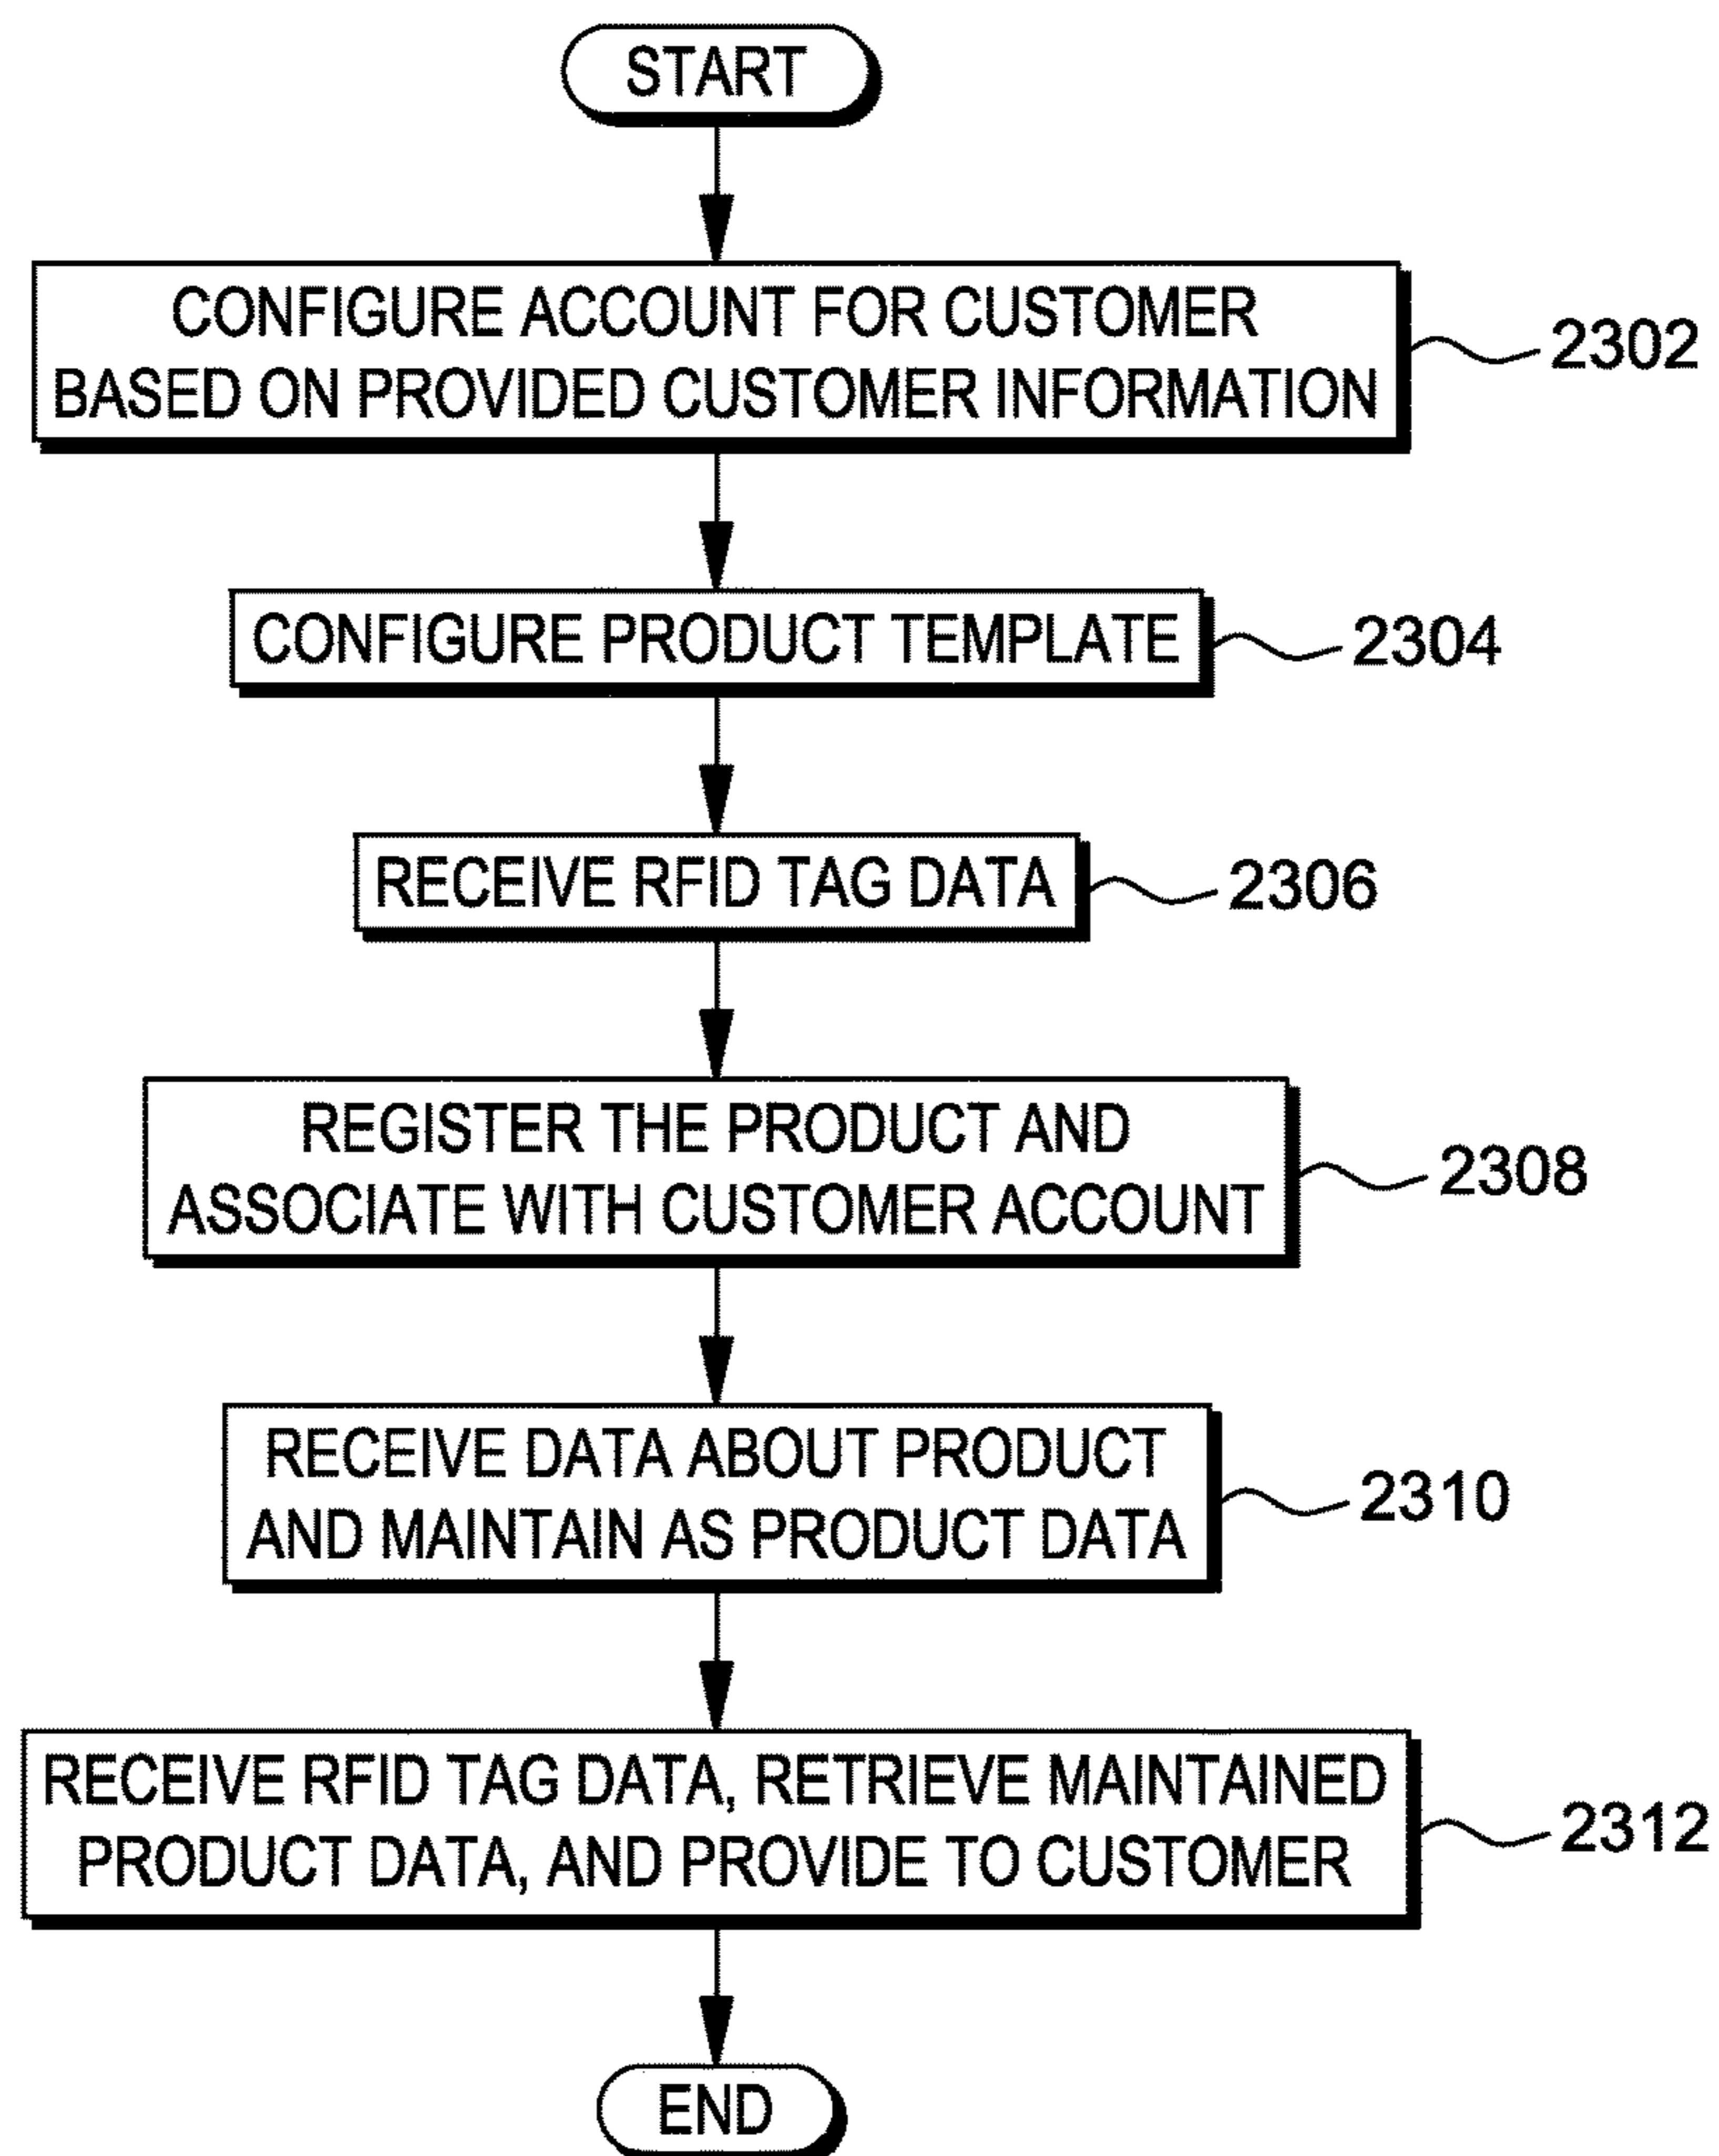 START
CONFIGURE ACCOUNT FOR CUSTOMER
BASED ON PROVIDED CUSTOMER INFORMATION
2302
CONFIGURE PRODUCT TEMPLATE
2304
RECEIVE RFID TAG DATA
2306
REGISTER THE PRODUCT AND
ASSOCIATE WITH CUSTOMER ACCOUNT
2308
RECEIVE DATA ABOUT PRODUCT
AND MAINTAIN AS PRODUCT DATA
2310
RECEIVE RFID TAG DATA, RETRIEVE MAINTAINED
PRODUCT DATA, AND PROVIDE TO CUSTOMER
2312
END